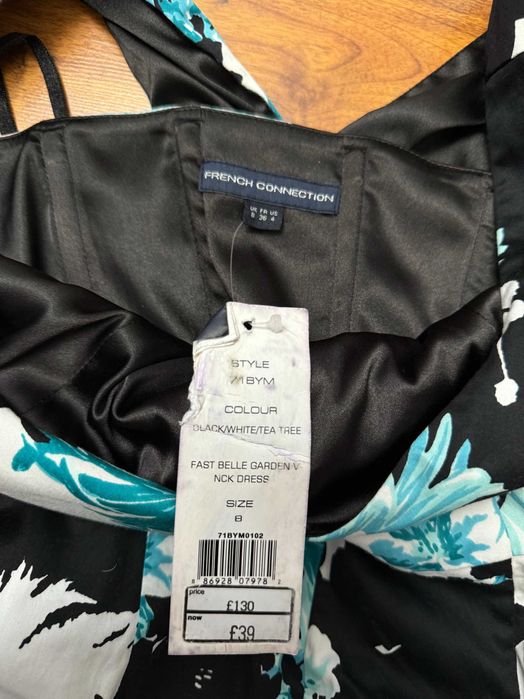 FRENCH CONNECTION
UK FR US
8 36 4
STYLE
71BYM
COLOUR
BLACK/WHITE/TEA TREE
FAST BELLE GARDEN V
NCK DRESS
SIZE
8
71BYM0102
8 86928 07978 2
price
£130
now
£39